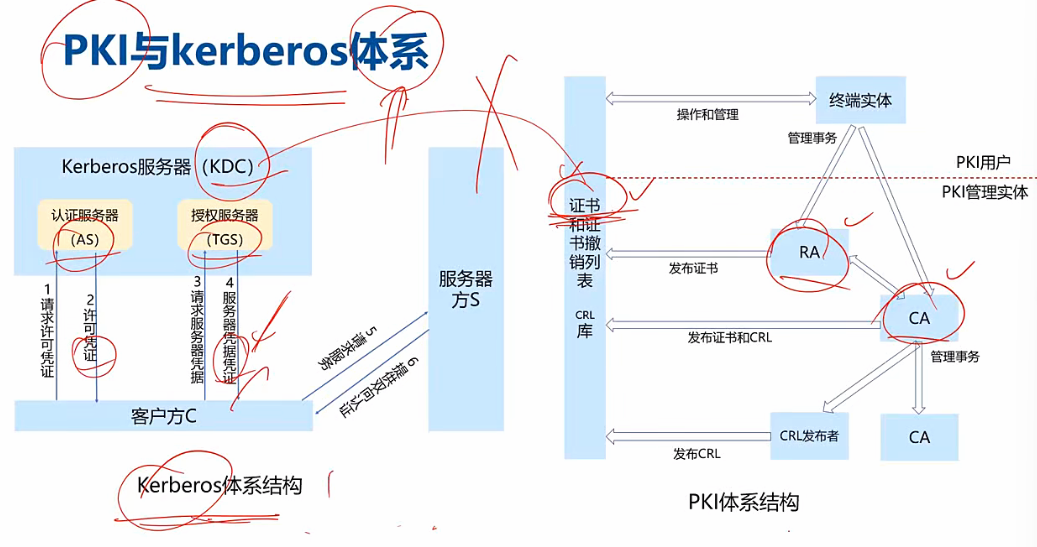 PKI与kerberos体系
Kerberos服务器（KDC）
认证服务器
（AS）
授权服务器
（TGS）
1请求许可凭证
2许可凭证
3请求服务器凭据
4服务器凭据凭证
客户方C
服务器
方S
5请求服务
6提供双向认证
Kerberos体系结构
证书
和证
书撤
销列
表
CRL
库
操作和管理
终端实体
管理事务
PKI用户
PKI管理实体
RA
发布证书
CA
发布证书和CRL
管理事务
CRL发布者
CA
发布CRL
PKI体系结构